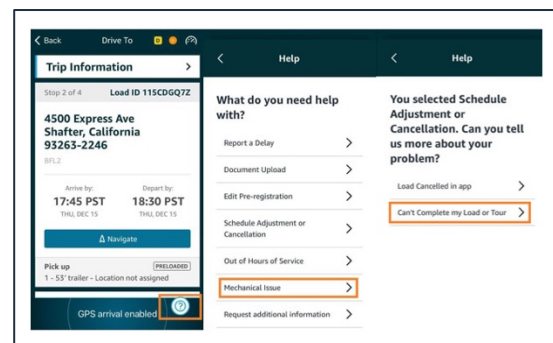 Back
Drive To
D
Trip Information
Stop 2 of 4 Load ID 115CDGQ7Z
4500 Express Ave
Shafter, California
93263-2246
BFL2
Arrive by: Depart by:
17:45 PST 18:30 PST
THU, DEC 15 THU, DEC 15
Navigate
Pick up PRELOADED
1 - 53' trailer - Location not assigned
GPS arrival enabled ?
Help
What do you need help
with?
Report a Delay
Document Upload
Edit Pre-registration
Schedule Adjustment or
Cancellation
Out of Hours of Service
Mechanical Issue
Request additional information
Help
You selected Schedule
Adjustment or
Cancellation. Can you tell
us more about your
problem?
Load Cancelled in app
Can't Complete my Load or Tour